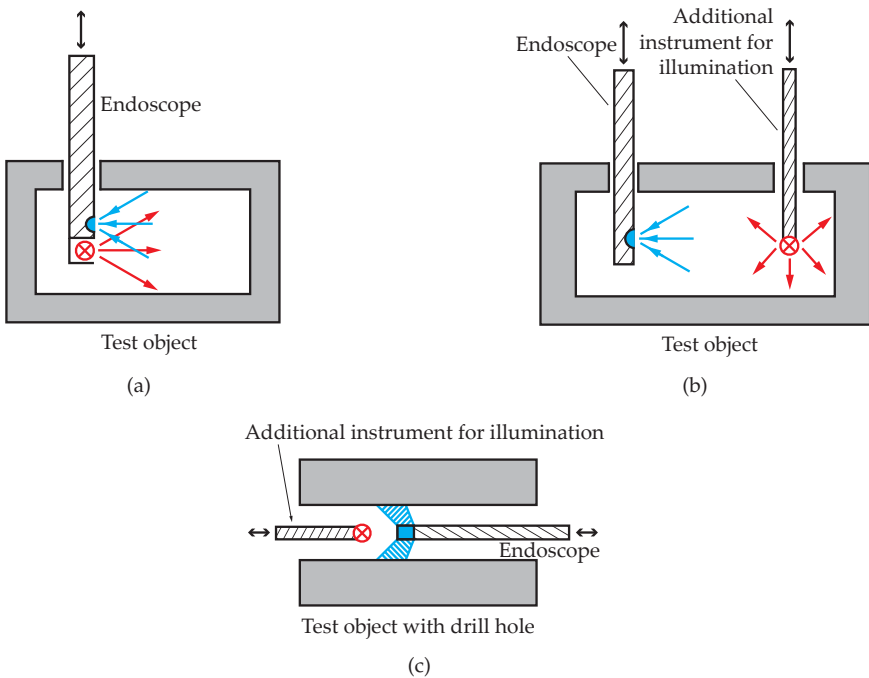 Endoscope
Test object
(a)
Endoscope
Additional
instrument for
illumination
Test object
(b)
Additional instrument for illumination
Endoscope
Test object with drill hole
(c)